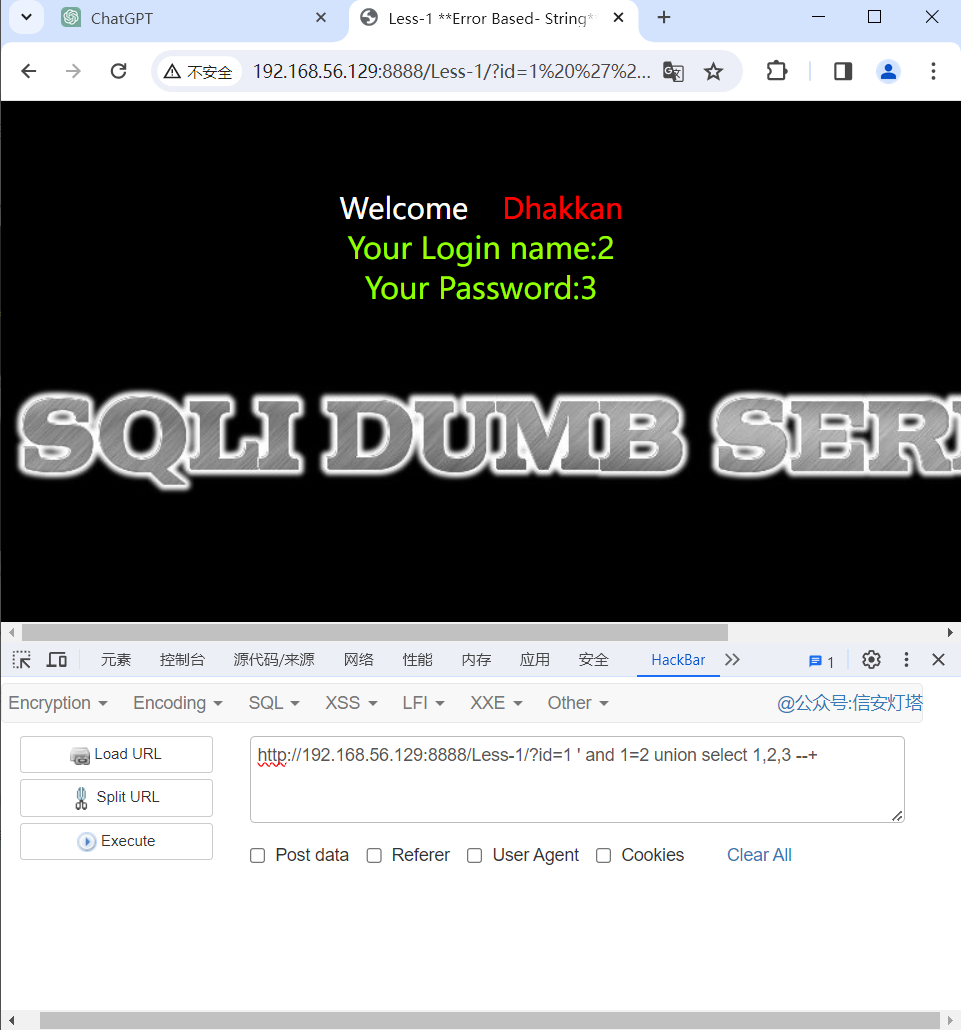 ChatGPT
Less-1 **Error Based- String*
不安全 192.168.56.129:8888/Less-1/?id=1%20%27%2...
Welcome Dhakkan
Your Login name:2
Your Password:3
SQLI DUMB SERI
元素 控制台 源代码/来源 网络 性能 内存 应用 安全 HackBar 1
Encryption Encoding SQL XSS LFI XXE Other @公众号:信安灯塔
Load URL
Split URL
Execute
http://192.168.56.129:8888/Less-1/?id=1 ' and 1=2 union select 1,2,3 --+
Post data Referer User Agent Cookies Clear All